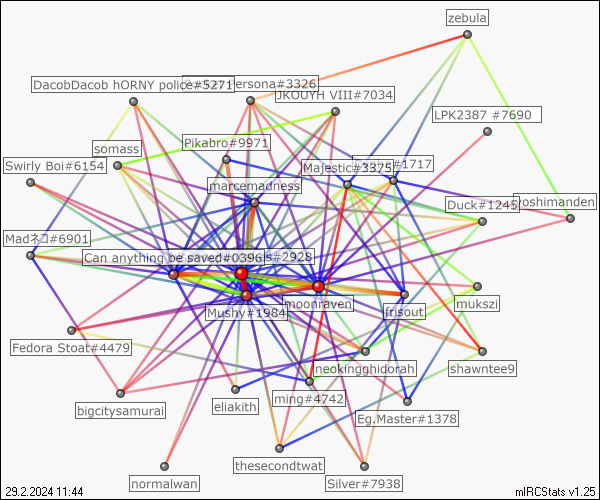 zebula
DacobDacob hORNY police#5271
Persona#3326
JKOUYH VIII#7034
LPK2387 #7690
Pikabro#9971
somass
Swirly Boi#6154
Majestic#3375
#1717
marcemadness
Duck#1245
yoshimanden
Madネロ#6901
Can anything be saved#0396
#2928
moonraven
mukszi
Mushy#1984
frisout
Fedora Stoat#4479
neokingghidorah
shawntee9
eliakith
ming#4742
bigcitysamurai
Eg.Master#1378
thesecondtwat
normalwan
Silver#7938
29.2.2024 11:44
mIRCStats v1.25